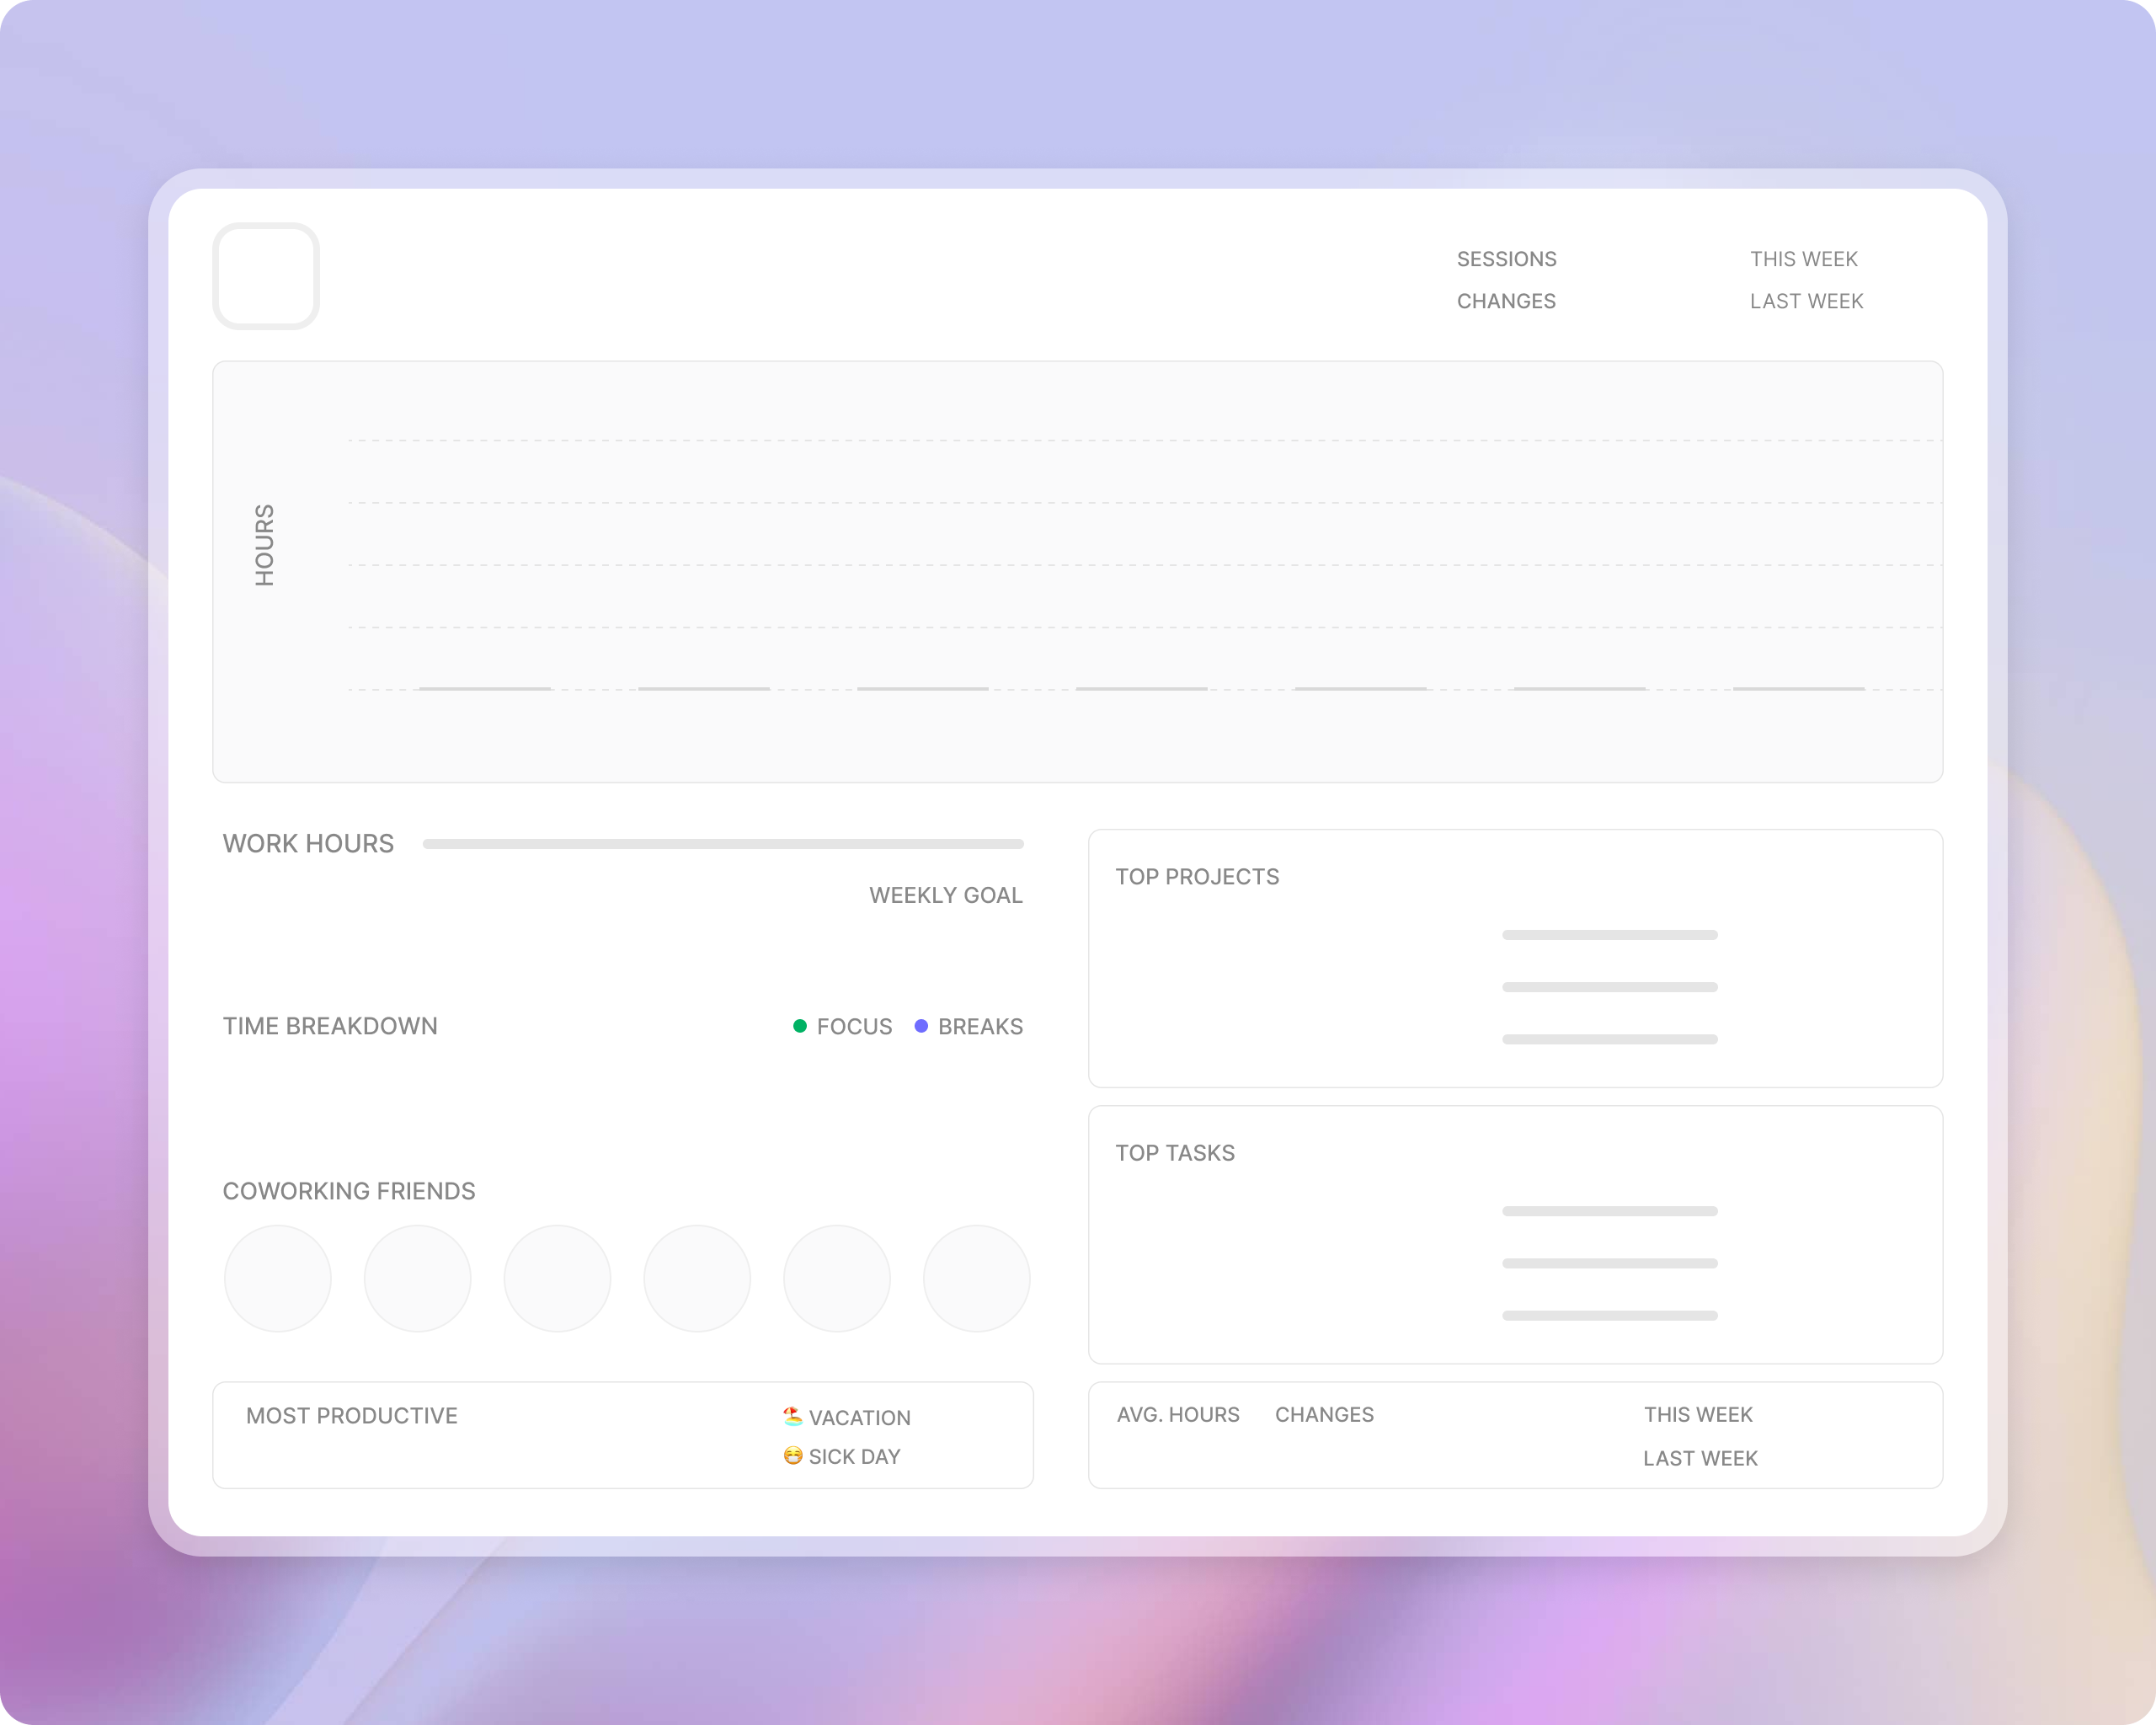 SESSIONS THIS WEEK
CHANGES LAST WEEK
HOURS
WORK HOURS
WEEKLY GOAL
TIME BREAKDOWN FOCUS BREAKS
COWORKING FRIENDS
TOP PROJECTS
TOP TASKS
MOST PRODUCTIVE 🏖️ VACATION
😷 SICK DAY
AVG. HOURS CHANGES THIS WEEK
LAST WEEK